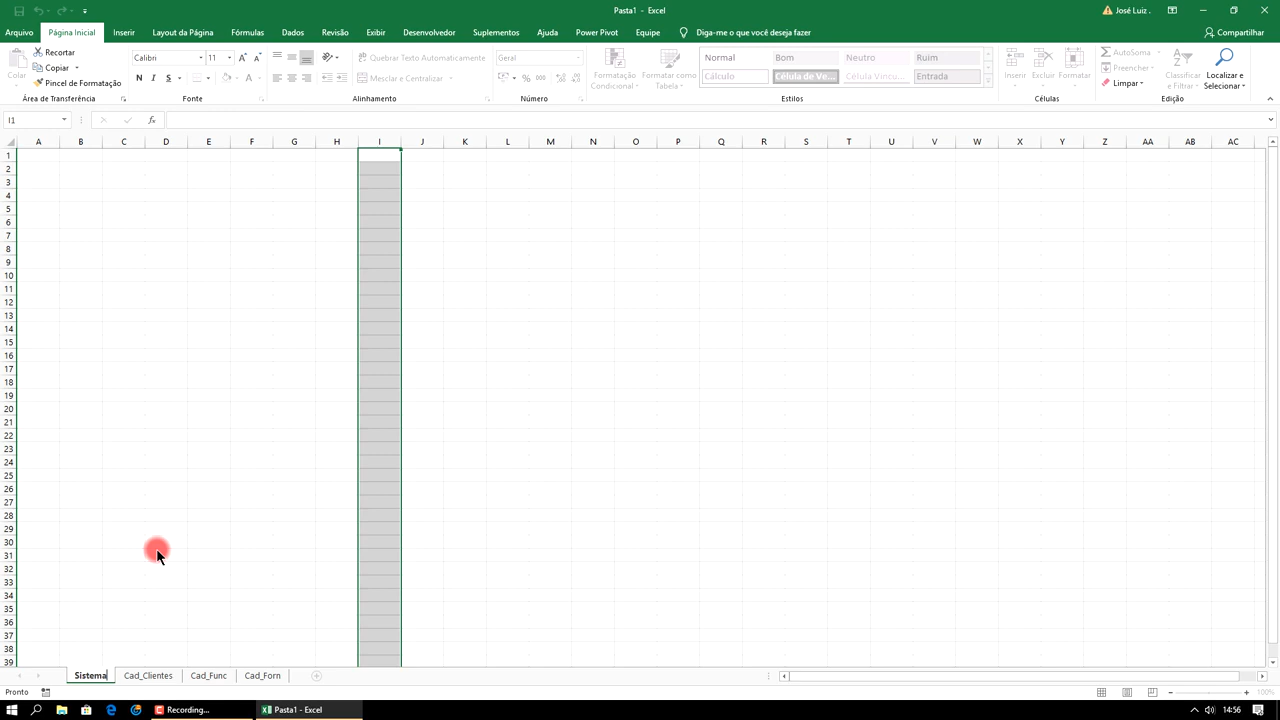 Pasta1 - Excel
José Luiz .
Arquivo Página Inicial Inserir Layout da Página Fórmulas Dados Revisão Exibir Desenvolvedor Suplementos Ajuda Power Pivot Equipe Diga-me o que você deseja fazer Compartilhar
Colar
Recortar
Copiar
Pincel de Formatação
Área de Transferência
Calibri 11
N I S
Fonte
Quebrar Texto Automaticamente
Mesclar e Centralizar
Alinhamento
Geral
% 000
Número
Formatação Condicional
Formatar como Tabela
Normal Bom Neutro Ruim
Cálculo Célula de Ve... Célula Vincu... Entrada
Estilos
Inserir Excluir Formatar
Células
AutoSoma
Preencher
Limpar
Classificar e Filtrar
Localizar e Selecionar
Edição
I1 fx
A B C D E F G H I J K L M N O P Q R S T U V W X Y Z AA AB AC
1
2
3
4
5
6
7
8
9
10
11
12
13
14
15
16
17
18
19
20
21
22
23
24
25
26
27
28
29
30
31
32
33
34
35
36
37
38
39
Sistema Cad_Clientes Cad_Func Cad_Forn
Pronto 100%
Recording... Pasta1 - Excel 14:56